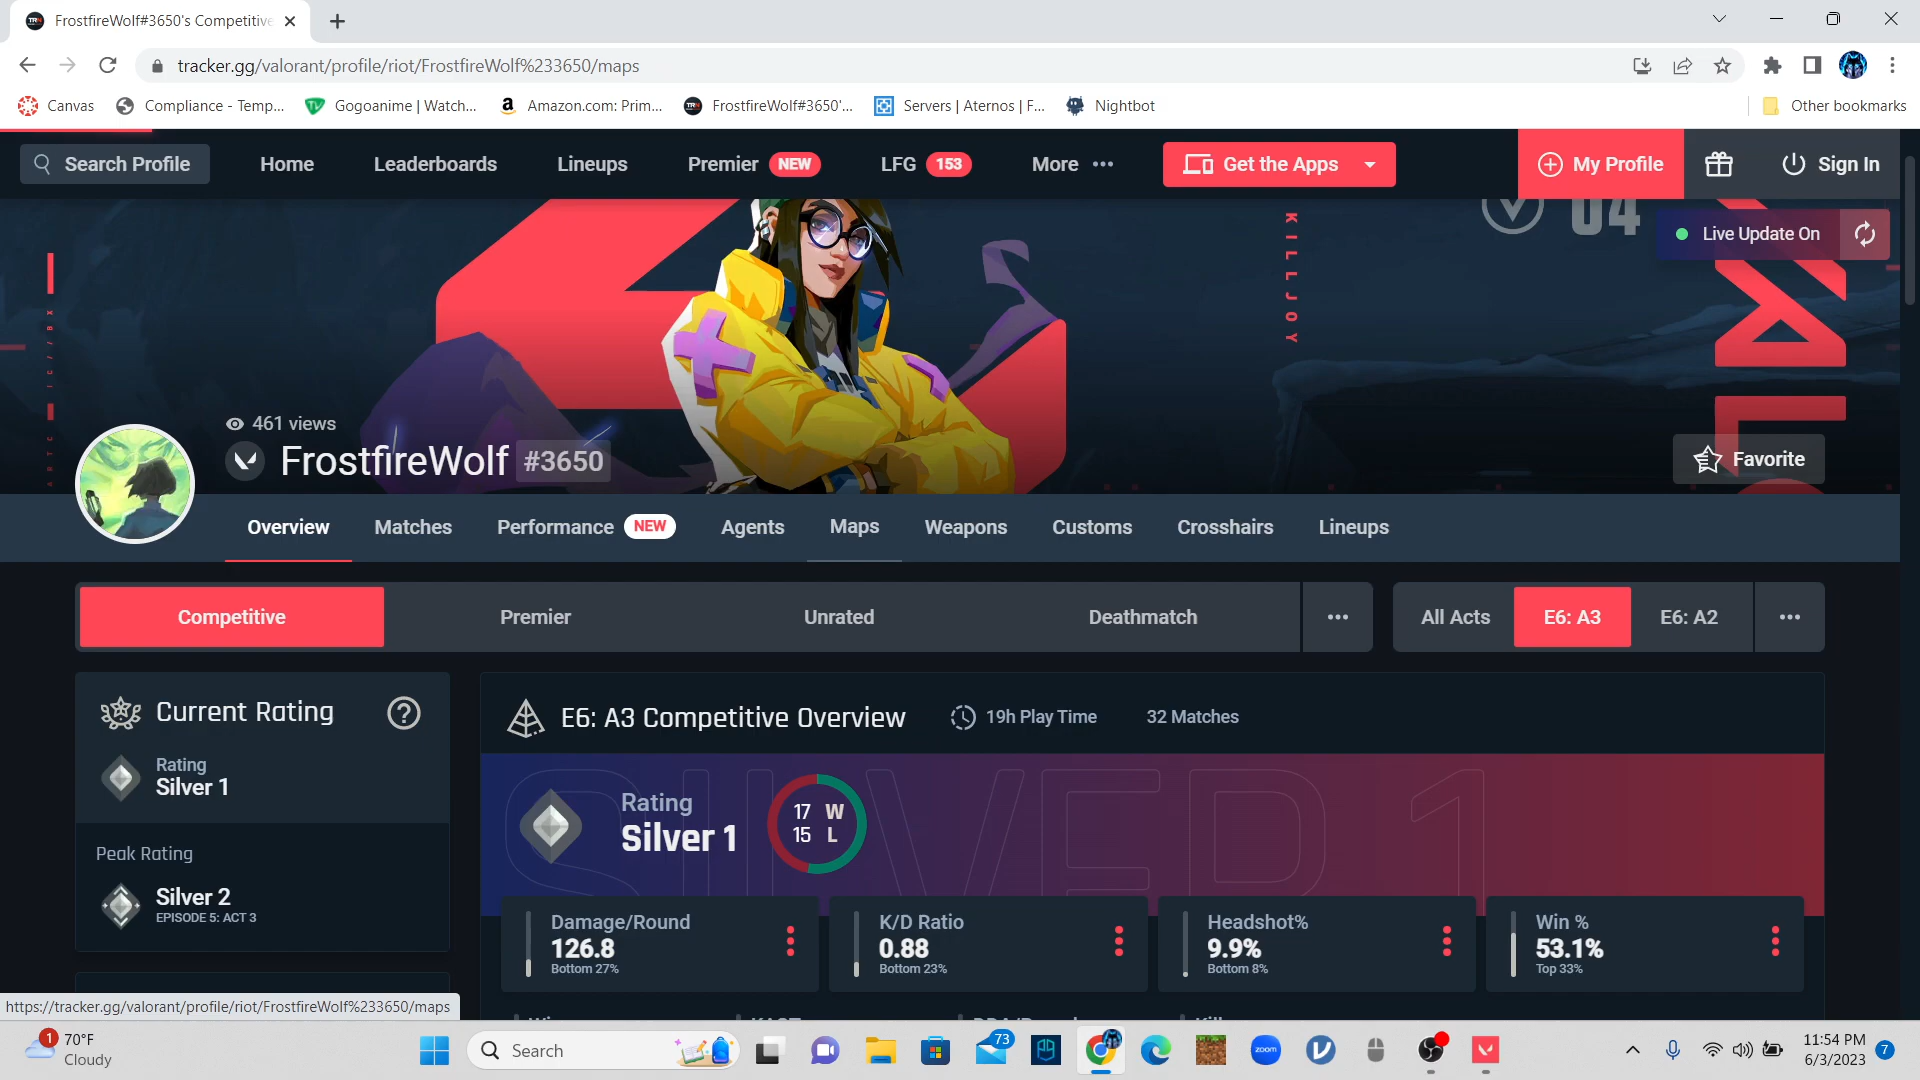 FrostfireWolf#3650's Competitive
tracker.gg/valorant/profile/riot/FrostfireWolf%233650/maps
Canvas
Compliance - Temp...
Gogoanime | Watch...
Amazon.com: Prim...
FrostfireWolf#3650'...
Servers | Aternos | F...
Nightbot
Other bookmarks
Search Profile
Home
Leaderboards
Lineups
Premier NEW
LFG 153
More
Get the Apps
My Profile
Sign In
04
Live Update On
KILLJOY
461 views
FrostfireWolf #3650
Favorite
Overview
Matches
Performance NEW
Agents
Maps
Weapons
Customs
Crosshairs
Lineups
Competitive
Premier
Unrated
Deathmatch
All Acts
E6: A3
E6: A2
Current Rating
Rating
Silver 1
Peak Rating
Silver 2
EPISODE 5: ACT 3
E6: A3 Competitive Overview
19h Play Time
32 Matches
SILVER 1
Rating
Silver 1
17 W
15 L
Damage/Round
126.8
Bottom 27%
K/D Ratio
0.88
Bottom 23%
Headshot%
9.9%
Bottom 8%
Win %
53.1%
Top 33%
https://tracker.gg/valorant/profile/riot/FrostfireWolf%233650/maps
1
70°F
Cloudy
Search
73
zoom
11:54 PM
6/3/2023
7